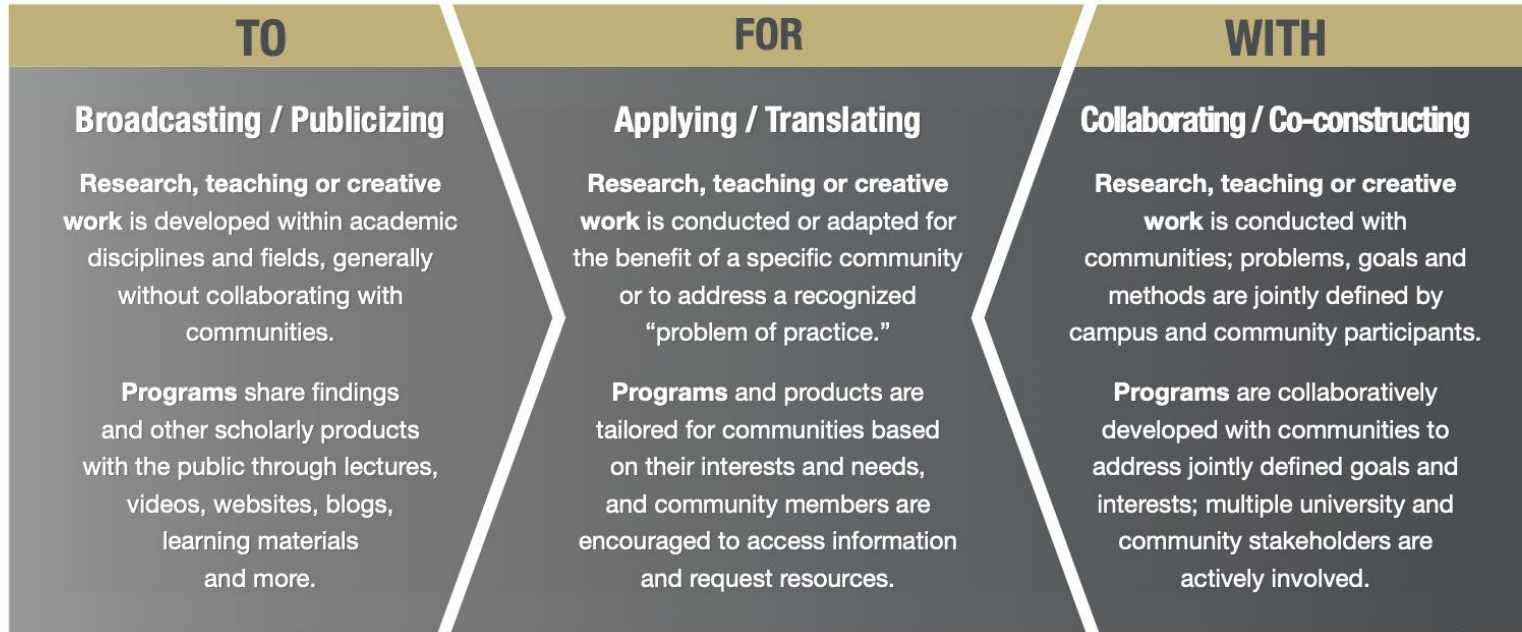 TO
Broadcasting / Publicizing
Research, teaching or creative
work is developed within academic
disciplines and fields, generally
without collaborating with
communities.
Programs share findings
and other scholarly products
with the public through lectures,
videos, websites, blogs,
learning materials
and more.
FOR
Applying / Translating
Research, teaching or creative
work is conducted or adapted for
the benefit of a specific community
or to address a recognized
“problem of practice.”
Programs and products are
tailored for communities based
on their interests and needs,
and community members are
encouraged to access information
and request resources.
WITH
Collaborating / Co-constructing
Research, teaching or creative
work is conducted with
communities; problems, goals and
methods are jointly defined by
campus and community participants.
Programs are collaboratively
developed with communities to
address jointly defined goals and
interests; multiple university and
community stakeholders are
actively involved.